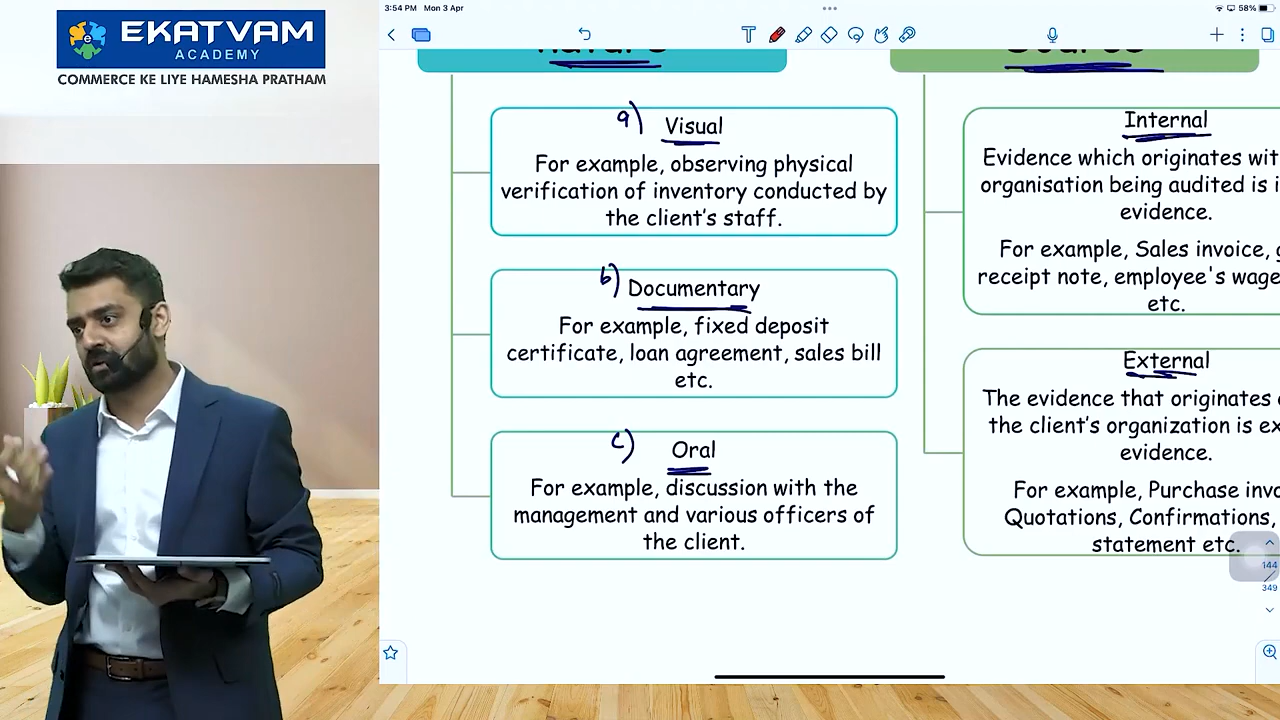 EKATVAM
ACADEMY
COMMERCE KE LIYE HAMESHA PRATHAM
3:54 PM Mon 3 Apr
58%
a) Visual
For example, observing physical
verification of inventory conducted by
the client's staff.
b) Documentary
For example, fixed deposit
certificate, loan agreement, sales bill
etc.
c) Oral
For example, discussion with the
management and various officers of
the client.
Internal
Evidence which originates wit
organisation being audited is i
evidence.
For example, Sales invoice, g
receipt note, employee's wage
etc.
External
The evidence that originates
the client's organization is ex
evidence.
For example, Purchase invo
Quotations, Confirmations,
statement etc.
144
349